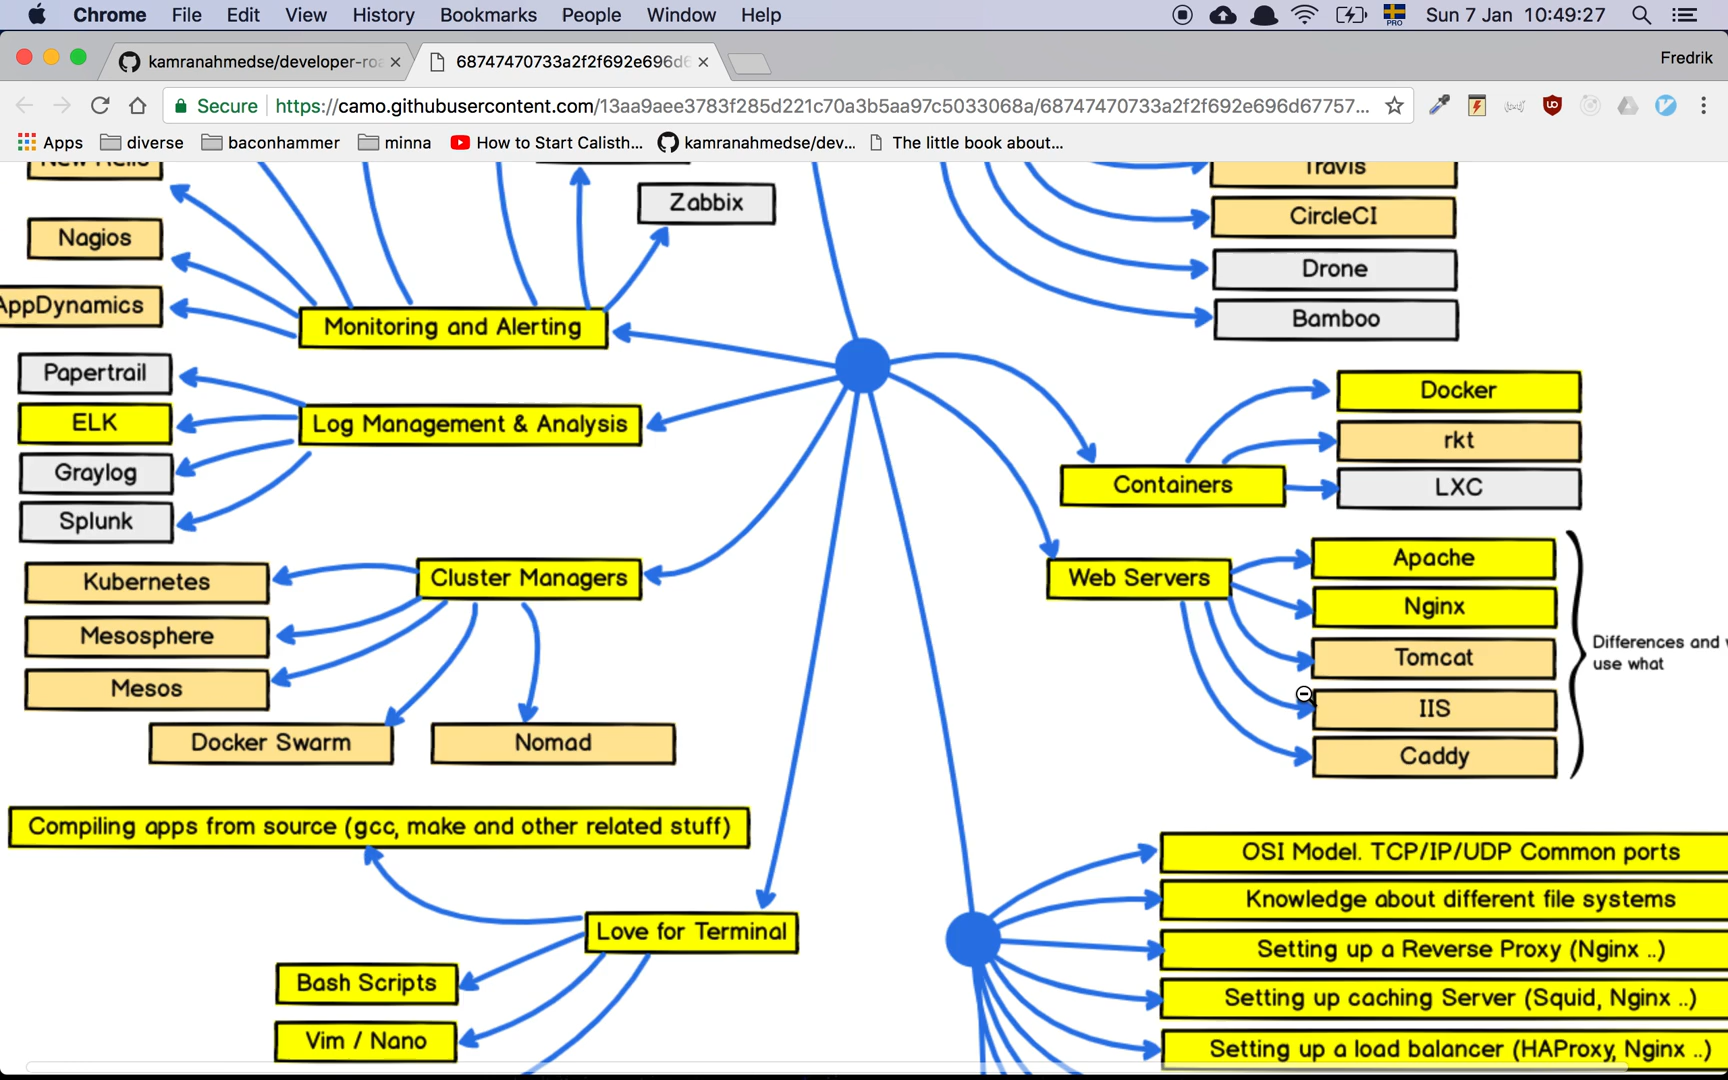 Chrome File Edit View History Bookmarks People Window Help PRO Sun 7 Jan 10:49:27
kamranahmedse/developer-roa
68747470733a2f2f692e696d6
Fredrik
Secure https://camo.githubusercontent.com/13aa9aee3783f285d221c70a3b5aa97c5033068a/68747470733a2f2f692e696d67757...
Apps diverse baconhammer minna How to Start Calisth... kamranahmedse/dev... The little book about...
New Relic
Nagios
AppDynamics
Zabbix
Monitoring and Alerting
Papertrail
ELK
Graylog
Splunk
Log Management & Analysis
Kubernetes
Mesosphere
Mesos
Docker Swarm
Nomad
Cluster Managers
Compiling apps from source (gcc, make and other related stuff)
Love for Terminal
Bash Scripts
Vim / Nano
Travis
CircleCI
Drone
Bamboo
Containers
Docker
rkt
LXC
Web Servers
Apache
Nginx
Tomcat
IIS
Caddy
Differences and
use what
OSI Model. TCP/IP/UDP Common ports
Knowledge about different file systems
Setting up a Reverse Proxy (Nginx ..)
Setting up caching Server (Squid, Nginx ..)
Setting up a load balancer (HAProxy, Nginx ..)